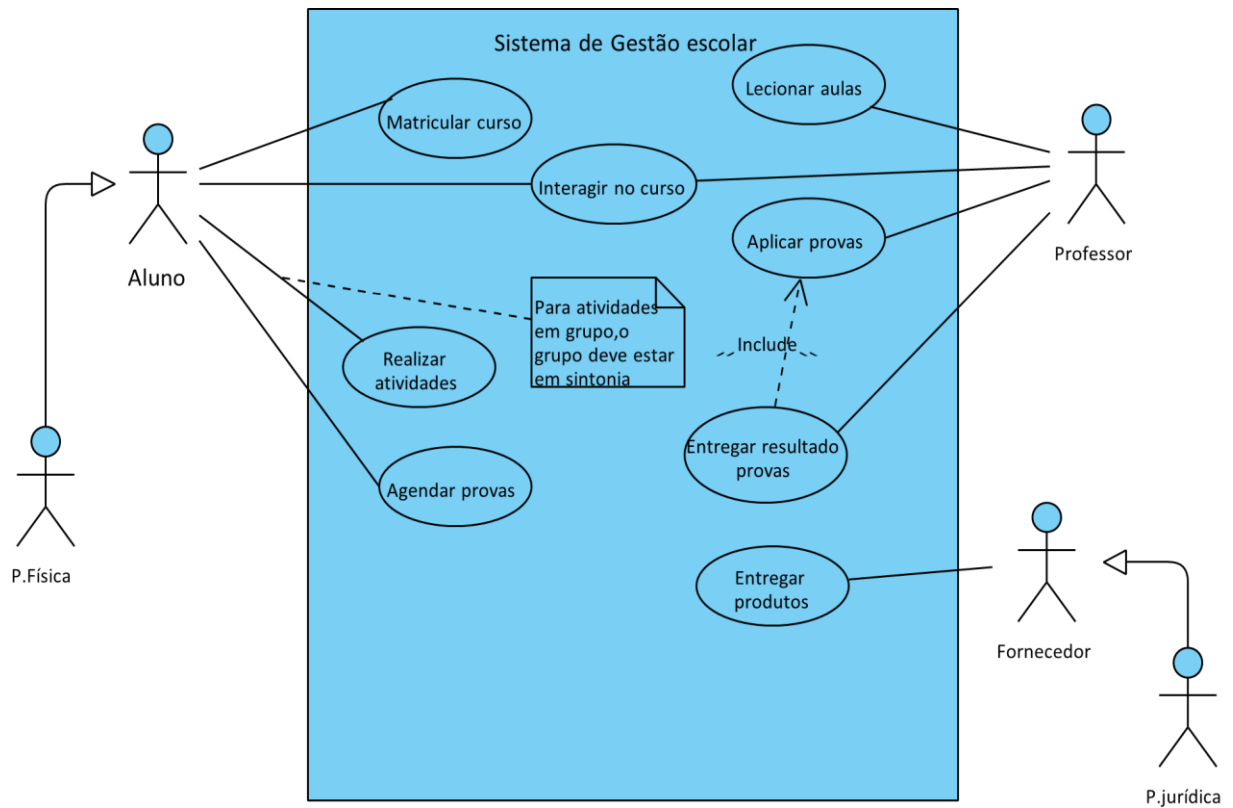 Sistema de Gestão escolar
Lecionar aulas
Matricular curso
Interagir no curso
Aplicar provas
Professor
Aluno
Para atividades
em grupo,o
grupo deve estar
em sintonia
Include
Realizar
atividades
Entregar resultado
provas
Agendar provas
P.Física
Entregar
produtos
Fornecedor
P.jurídica